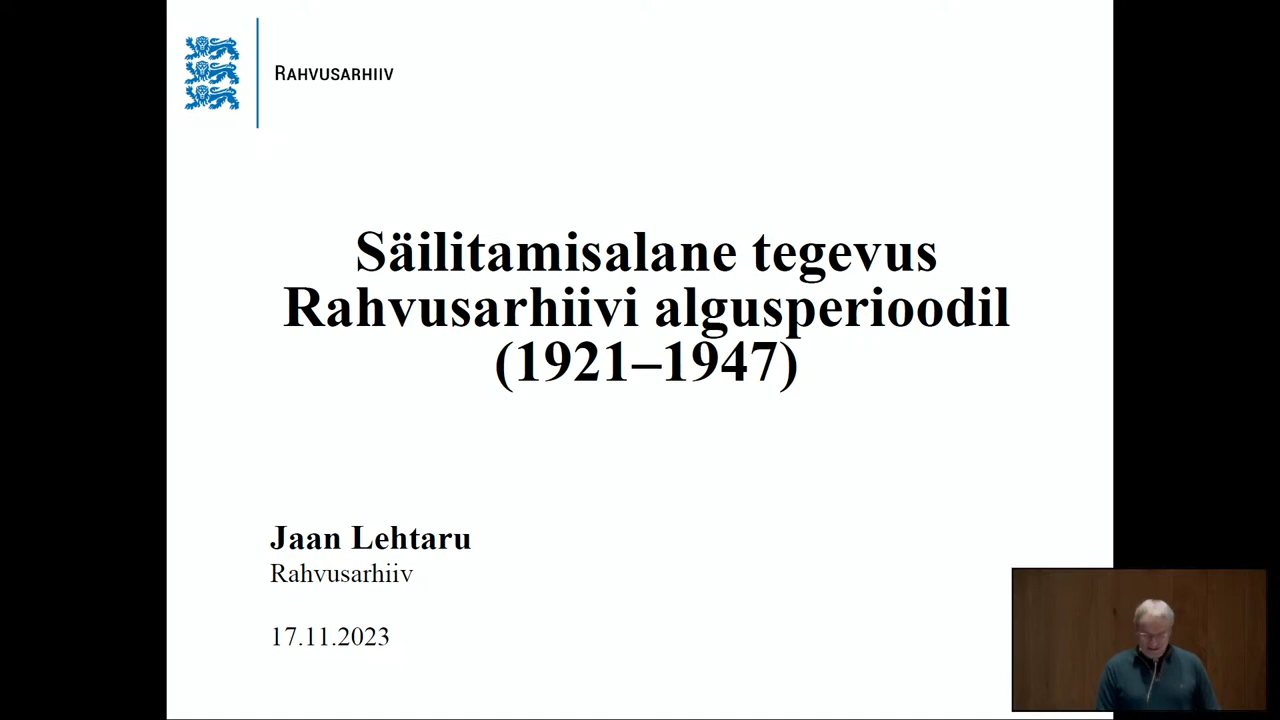 RAHVUSARHIIV
Säilitamisalane tegevus
Rahvusarhiivi algusperioodil
(1921–1947)
Jaan Lehtaru
Rahvusarhiiv
17.11.2023